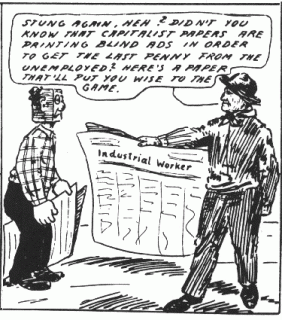 STUNG AGAIN, HEH? DIDN'T YOU
KNOW THAT CAPITALIST PAPERS ARE
PRINTING BLIND ADS IN ORDER
TO GET THE LAST PENNY FROM THE
UNEMPLOYED? HERE'S A PAPER
THAT'LL PUT YOU WISE TO THE
GAME.
Industrial Worker